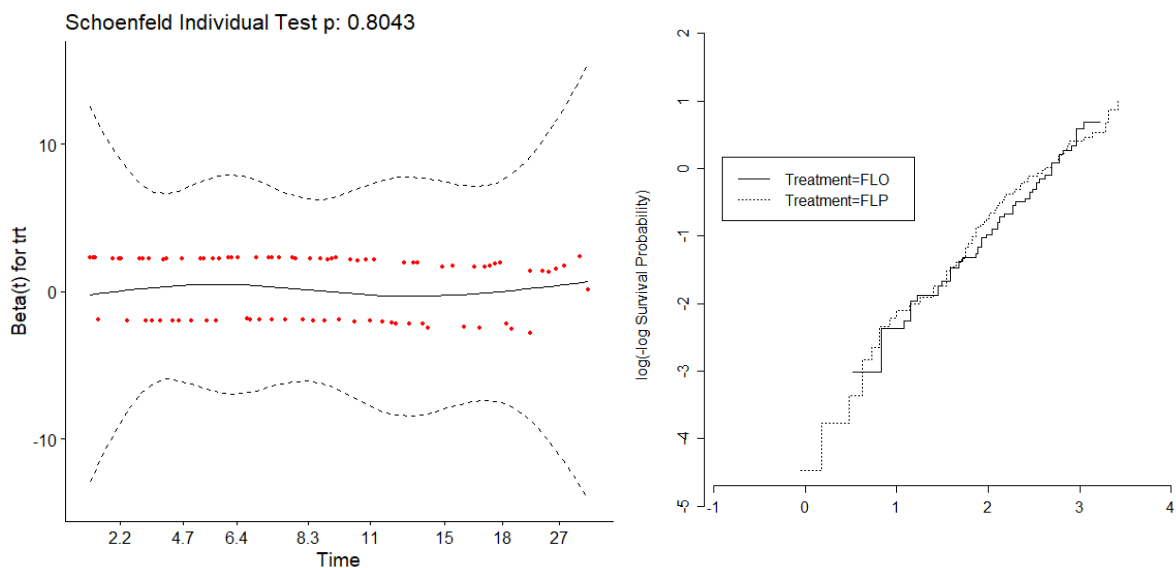 Schoenfeld Individual Test p: 0.8043
10
0
-10
Beta(t) for trt
2.2 4.7 6.4 8.3 11 15 18 27
Time
2
1
0
-1
-2
-3
-4
-5
log(-log Survival Probability)
Treatment=FLO
Treatment=FLP
-1 0 1 2 3 4